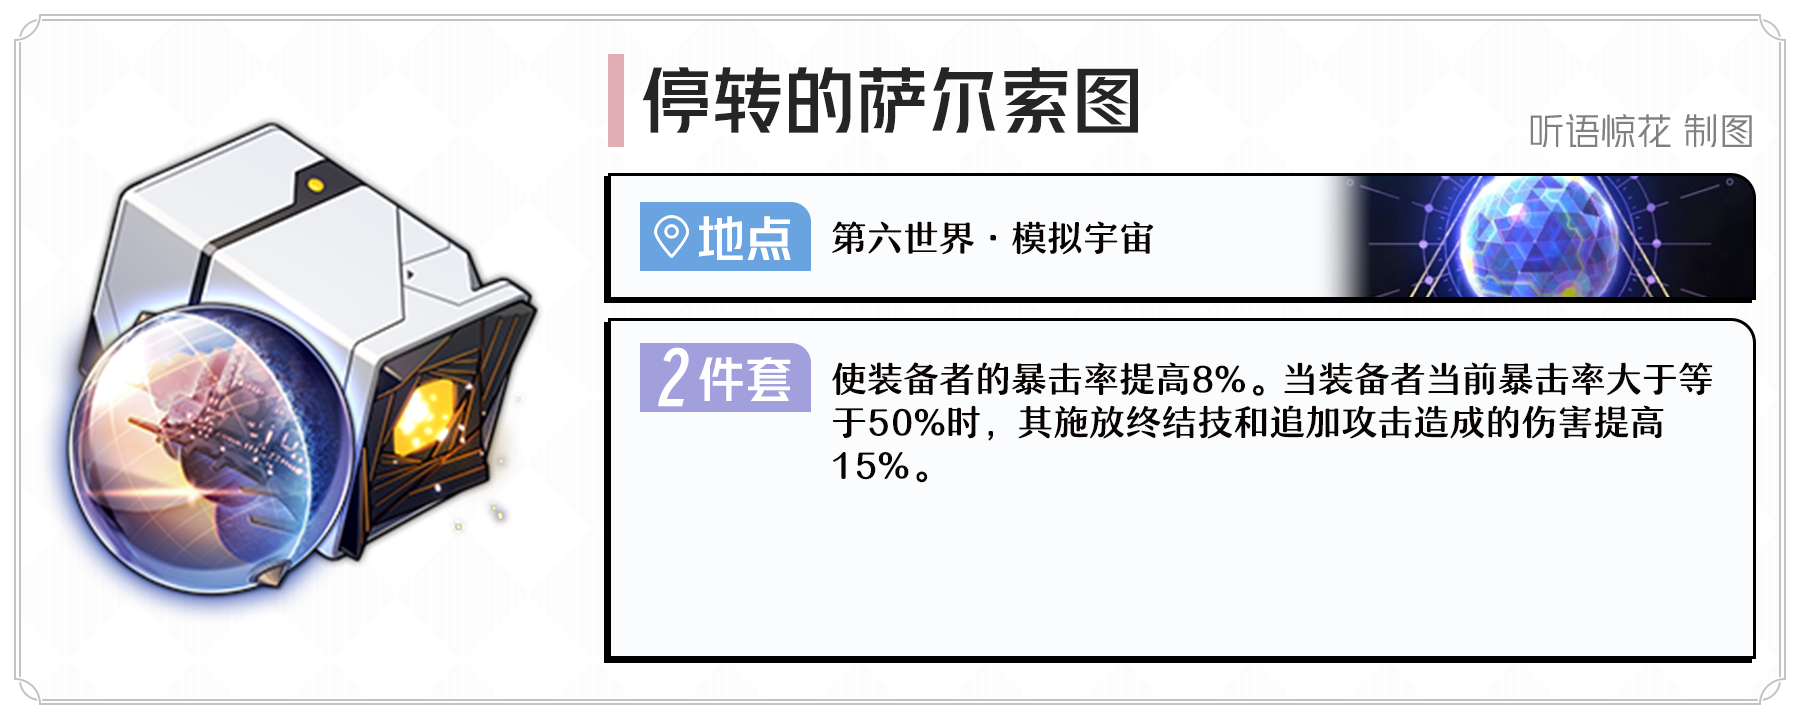 停转的萨尔索图
听语惊花 制图
地点
第六世界·模拟宇宙
2件套
使装备者的暴击率提高8%。当装备者当前暴击率大于等
于50%时，其施放终结技和追加攻击造成的伤害提高
15%。